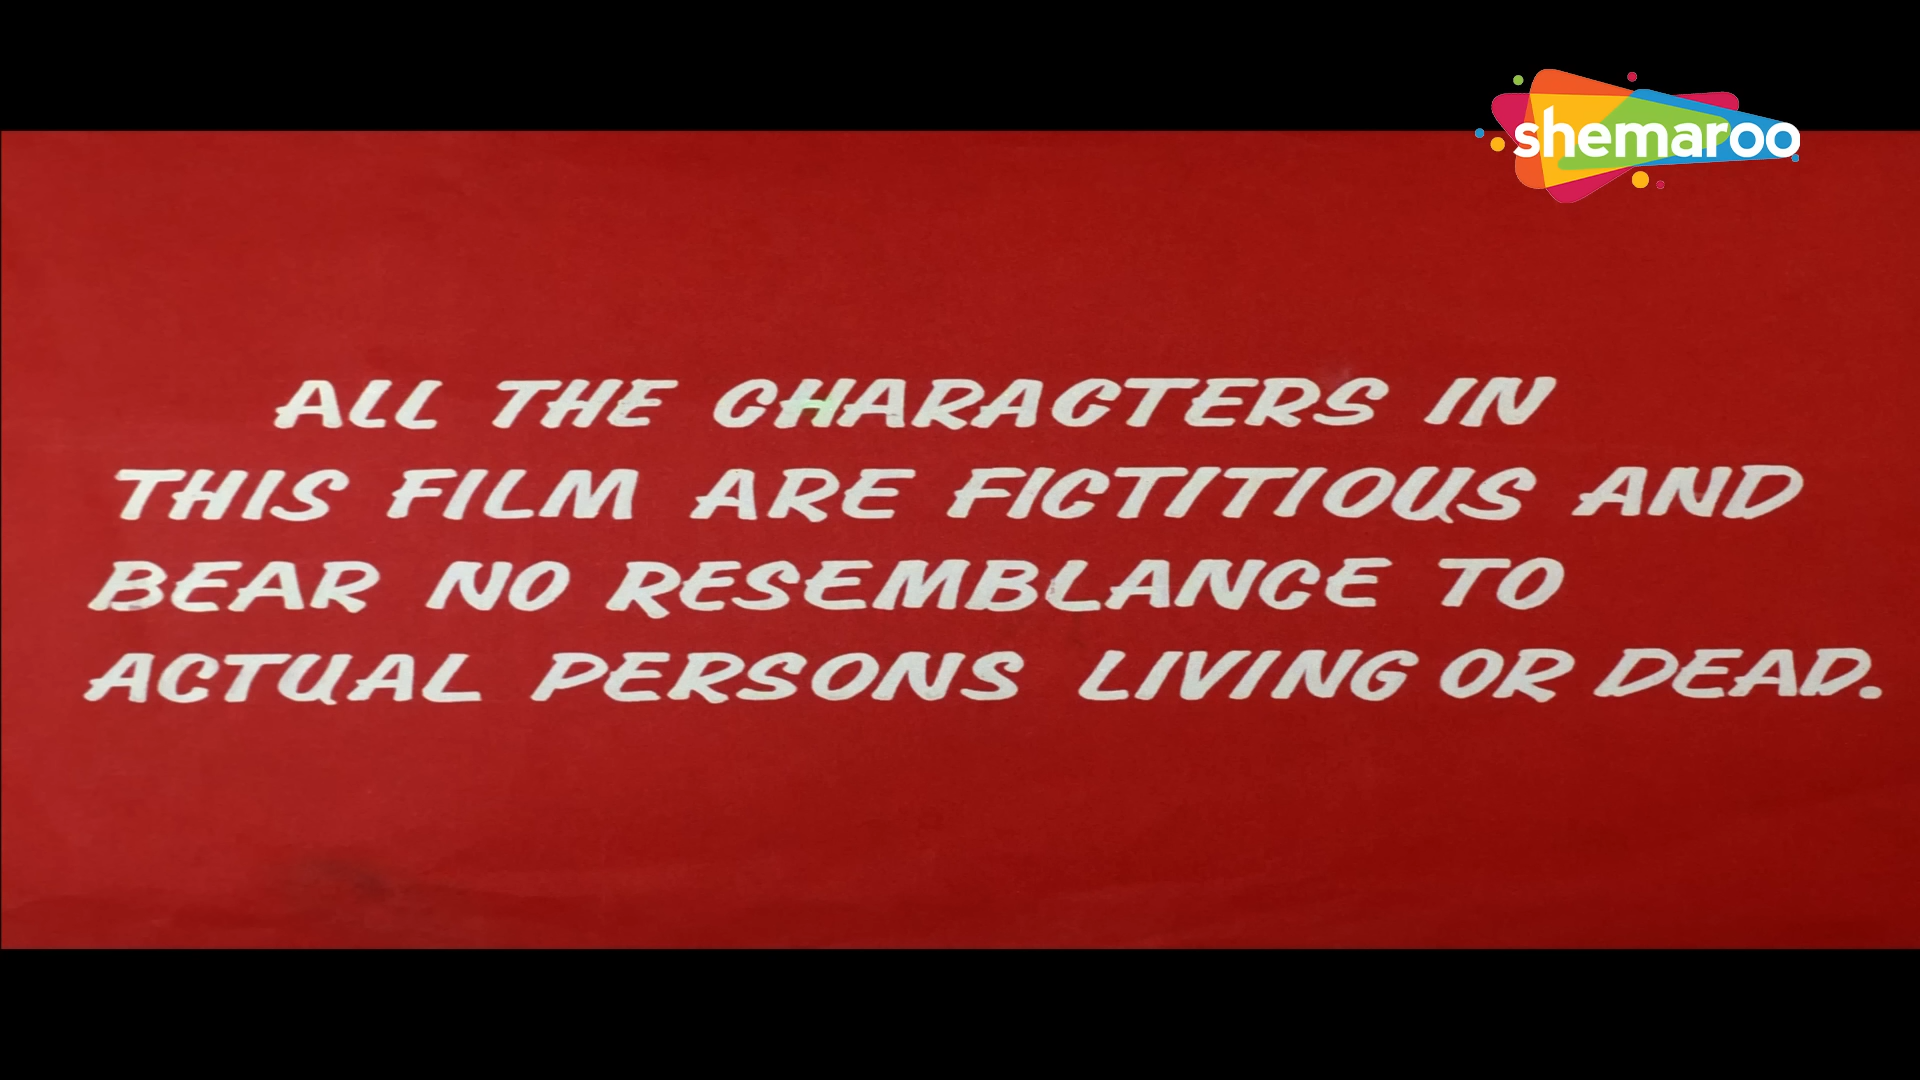 shemaroo
ALL THE CHARACTERS IN
THIS FILM ARE FICTITIOUS AND
BEAR NO RESEMBLANCE TO
ACTUAL PERSONS LIVING OR DEAD.